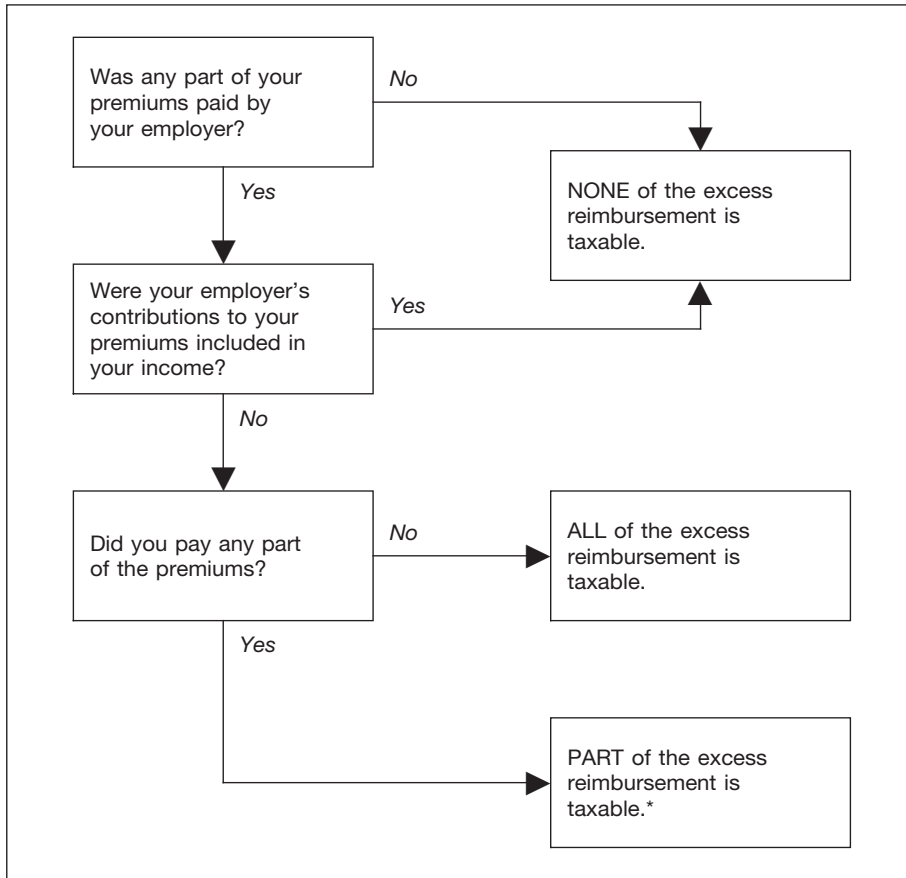 Was any part of your
premiums paid by
your employer?
No
Yes
NONE of the excess
reimbursement is
taxable.
Were your employer’s
contributions to your
premiums included in
your income?
Yes
No
Did you pay any part
of the premiums?
No
ALL of the excess
reimbursement is
taxable.
Yes
PART of the excess
reimbursement is
taxable.*